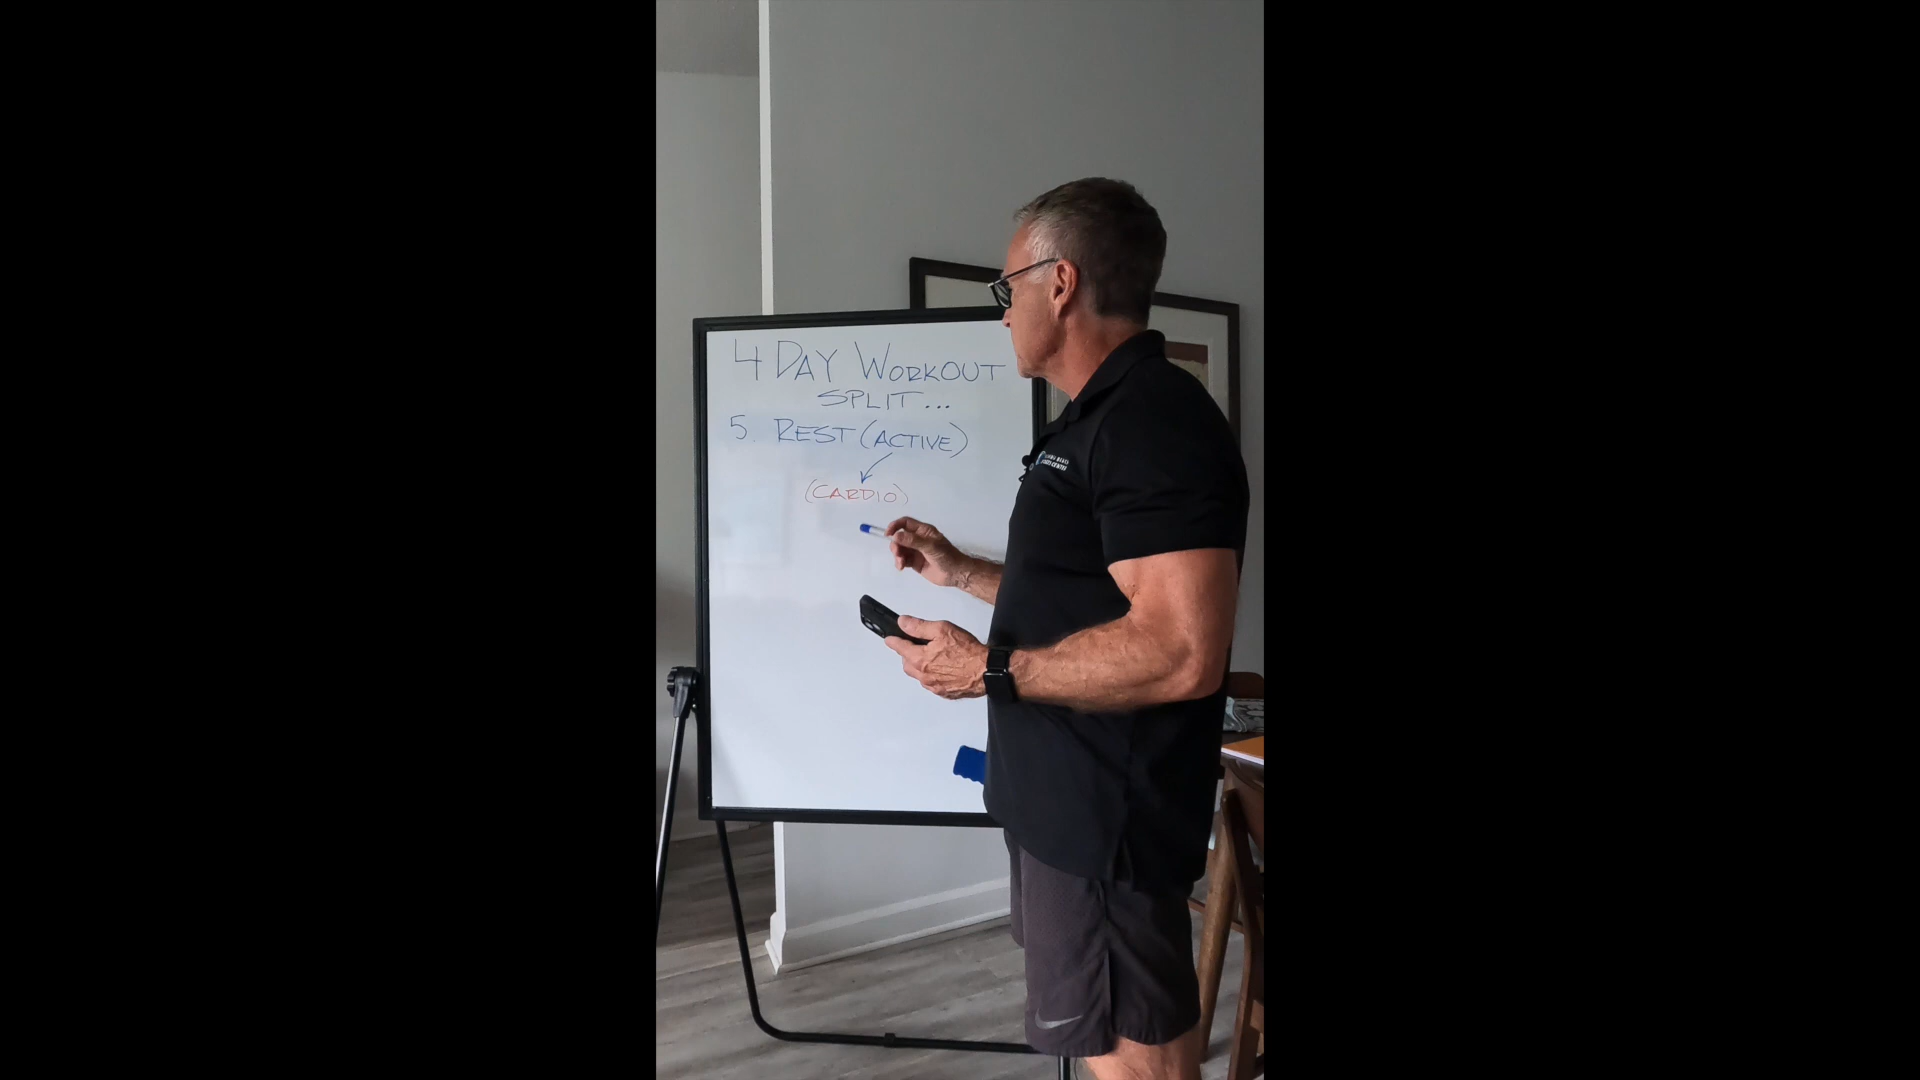 4 DAY WORKOUT
SPLIT...
5. REST (ACTIVE)
(CARDIO)